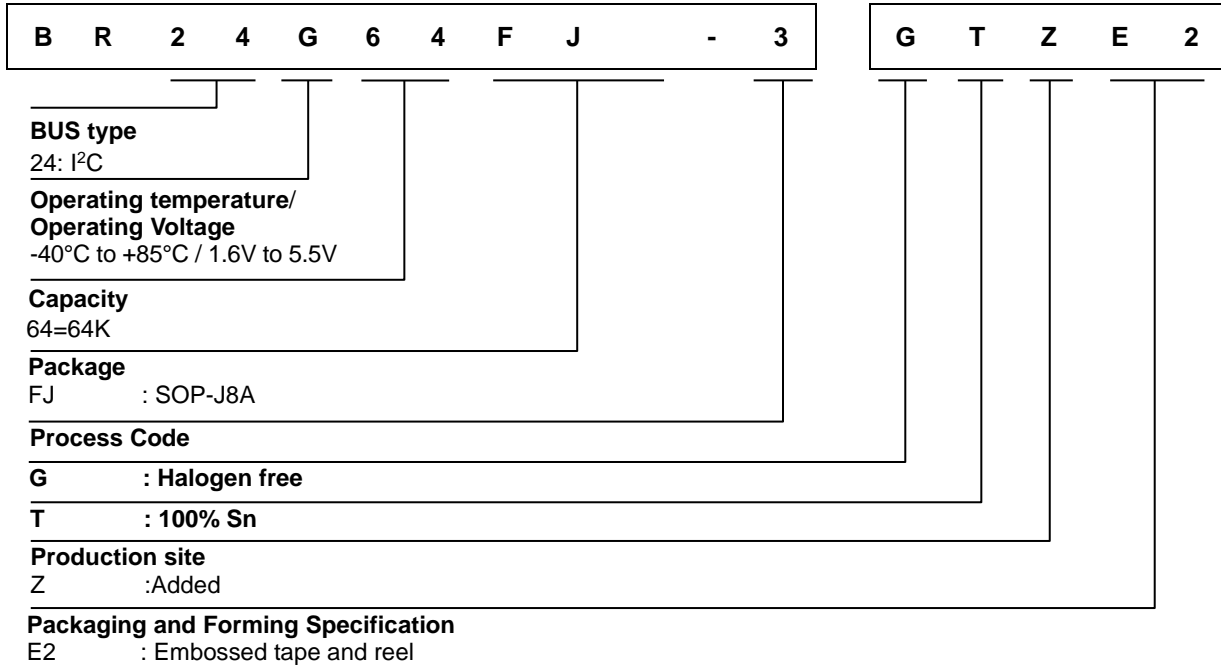 B R 2 4 G 6 4 F J - 3 G T Z E 2
BUS type
24: I²C
Operating temperature/
Operating Voltage
-40°C to +85°C / 1.6V to 5.5V
Capacity
64=64K
Package
FJ : SOP-J8A
Process Code
G : Halogen free
T : 100% Sn
Production site
Z :Added
Packaging and Forming Specification
E2 : Embossed tape and reel